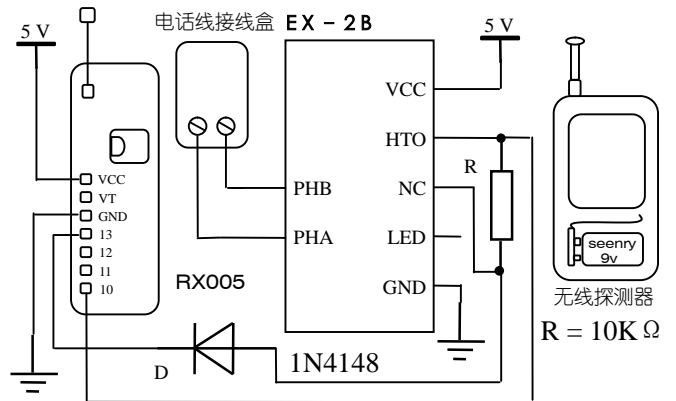 5 V
电话线接线盒
EX－2B
5 V
VCC
HTO
R
VCC
VT
GND
13
12
11
10
PHB
PHA
NC
LED
GND
RX005
seenry
9v
无线探测器
R = 10K Ω
D
1N4148